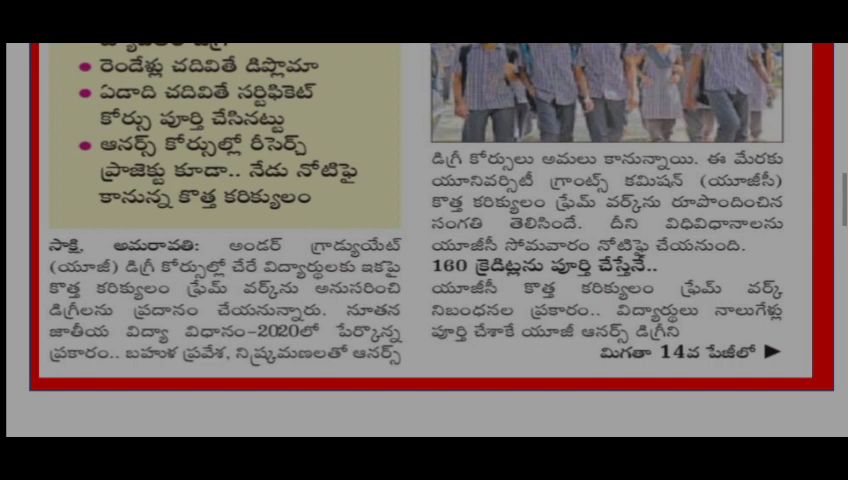 ● రెండేళ్లు చదివితే డిప్లొమా
● ఏడాది చదివితే సర్టిఫికెట్
కోర్సు పూర్తి చేసినట్టు
● ఆనర్స్ కోర్సుల్లో రీసెర్చ్
ప్రాజెక్టు కూడా.. నేడు నోటిఫై
కానున్న కొత్త కరిక్యులం
సాక్షి, అమరావతి: అండర్ గ్రాడ్యుయేట్
(యూజీ) డిగ్రీ కోర్సుల్లో చేరే విద్యార్థులకు ఇకపై
కొత్త కరిక్యులం ఫ్రేమ్ వర్క్‌ను అనుసరించి
డిగ్రీలను ప్రదానం చేయనున్నారు. నూతన
జాతీయ విద్యా విధానం–2020లో పేర్కొన్న
ప్రకారం.. బహుళ ప్రవేశ, నిష్క్రమణలతో ఆనర్స్
డిగ్రీ కోర్సులు అమలు కానున్నాయి. ఈ మేరకు
యూనివర్సిటీ గ్రాంట్స్ కమిషన్ (యూజీసీ)
కొత్త కరిక్యులం ఫ్రేమ్ వర్క్‌ను రూపొందించిన
సంగతి తెలిసిందే. దీని విధివిధానాలను
యూజీసీ సోమవారం నోటిఫై చేయనుంది.
160 క్రెడిట్లను పూర్తి చేస్తేనే..
యూజీసీ కొత్త కరిక్యులం ఫ్రేమ్ వర్క్
నిబంధనల ప్రకారం.. విద్యార్థులు నాలుగేళ్లు
పూర్తి చేశాకే యూజీ ఆనర్స్ డిగ్రీని
మిగతా 14వ పేజీలో ▶